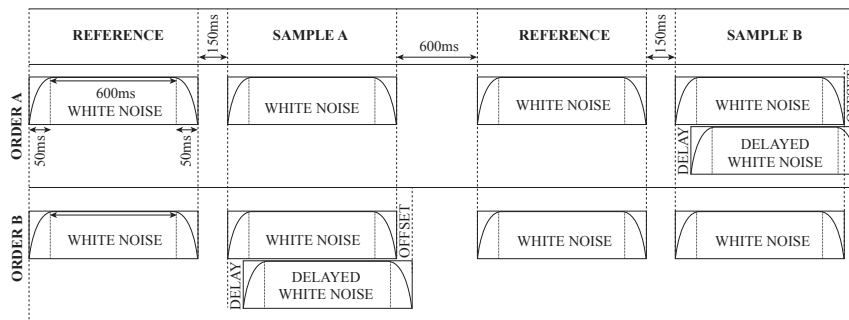 REFERENCE
150ms
SAMPLE A
600ms
REFERENCE
150ms
SAMPLE B
ORDER A
600ms
WHITE NOISE
50ms
50ms
WHITE NOISE
WHITE NOISE
WHITE NOISE
OFFSET
DELAY
DELAYED
WHITE NOISE
ORDER B
WHITE NOISE
WHITE NOISE
OFFSET
DELAY
DELAYED
WHITE NOISE
WHITE NOISE
WHITE NOISE